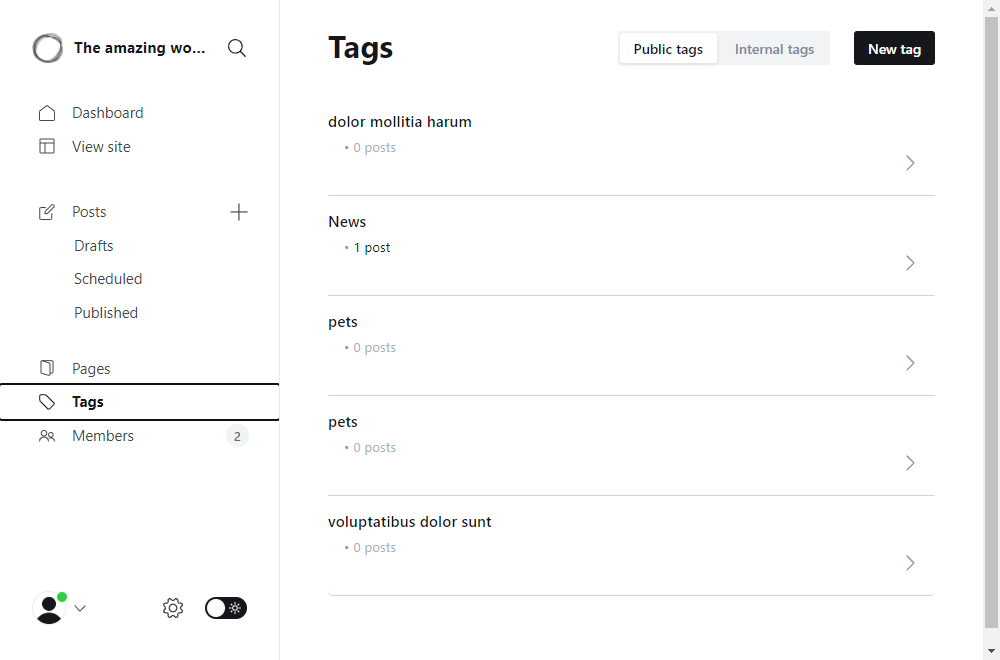 The amazing wo...
Dashboard
View site
Posts
Drafts
Scheduled
Published
Pages
Tags
Members 2
Tags
Public tags Internal tags New tag
dolor mollitia harum
• 0 posts
News
• 1 post
pets
• 0 posts
pets
• 0 posts
voluptatibus dolor sunt
• 0 posts